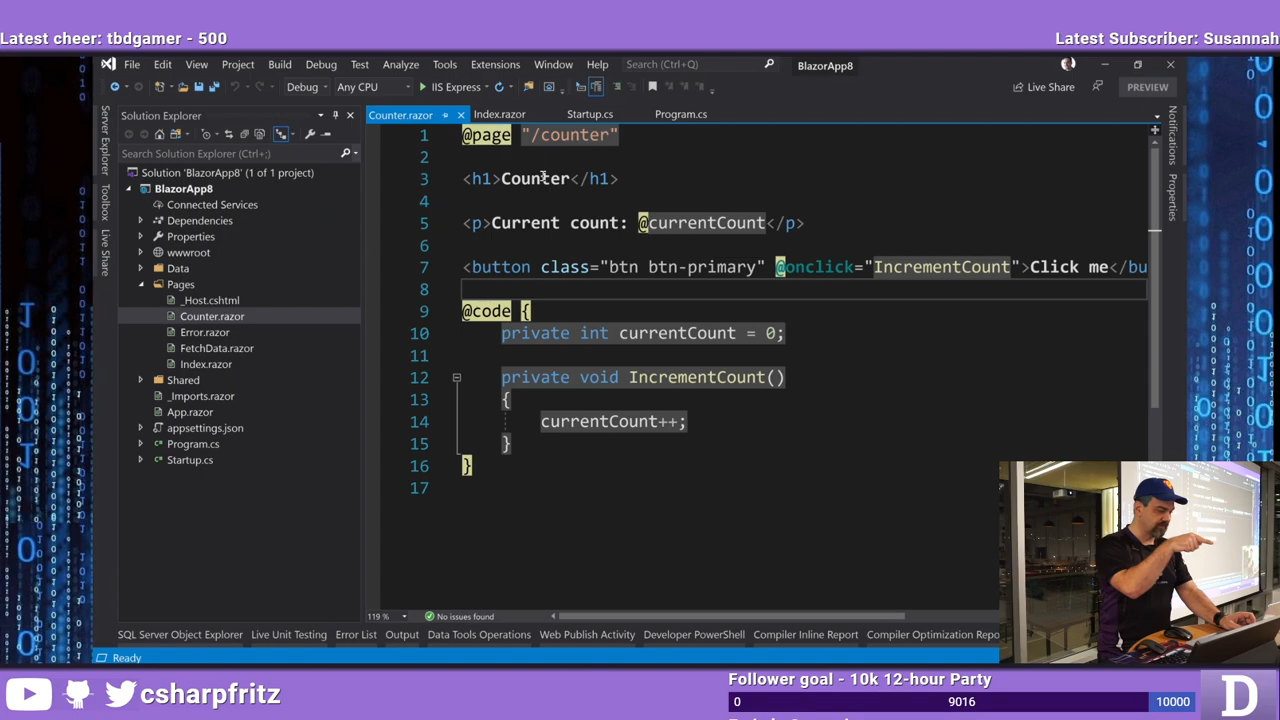 Latest cheer: tbdgamer - 500
Latest Subscriber: Susannah
File Edit View Project Build Debug Test Analyze Tools Extensions Window Help Search (Ctrl+Q) BlazorApp8
Debug Any CPU IIS Express Live Share PREVIEW
Server Explorer
Toolbox
Live Share
Solution Explorer
Search Solution Explorer (Ctrl+;)
Solution 'BlazorApp8' (1 of 1 project)
BlazorApp8
Connected Services
Dependencies
Properties
wwwroot
Data
Pages
_Host.cshtml
Counter.razor
Error.razor
FetchData.razor
Index.razor
Shared
_Imports.razor
App.razor
appsettings.json
Program.cs
Startup.cs
Counter.razor Index.razor Startup.cs Program.cs
1 @page "/counter"
2
3 <h1>Counter</h1>
4
5 <p>Current count: @currentCount</p>
6
7 <button class="btn btn-primary" @onclick="IncrementCount">Click me</bu
8
9 @code {
10 private int currentCount = 0;
11
12 private void IncrementCount()
13 {
14 currentCount++;
15 }
16 }
17
119 % No issues found
Notifications
Diagnostic Tools
Properties
SQL Server Object Explorer Live Unit Testing Error List Output Data Tools Operations Web Publish Activity Developer PowerShell Compiler Inline Report Compiler Optimization Repo
Ready
csharpfritz
Follower goal - 10k 12-hour Party
0 9016 10000
D